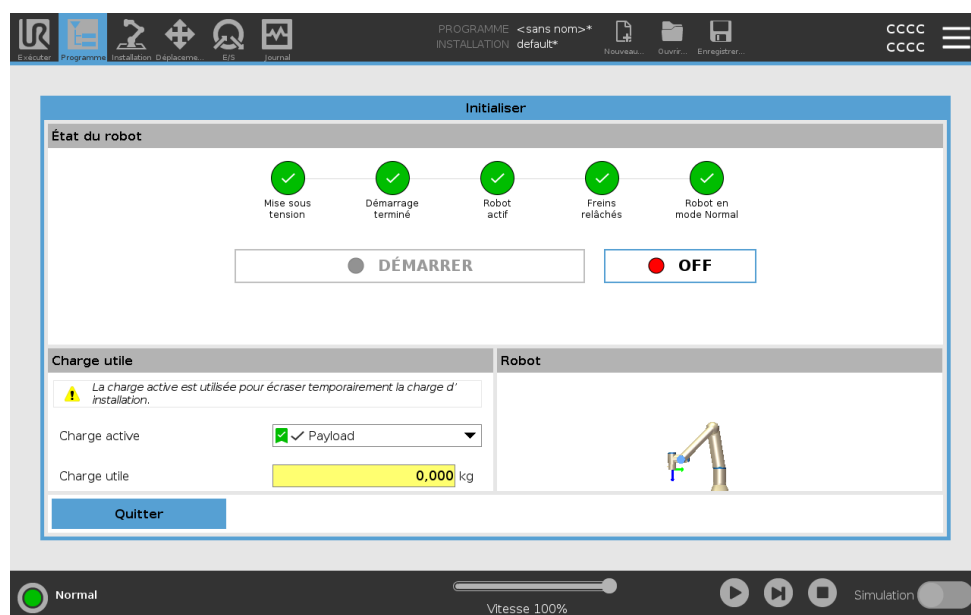 UR
PROGRAMME <sans nom>*
INSTALLATION default*
CCCC
CCCC
Exécuter Programme Installation Déplaceme... E/S Journal Nouveau... Ouvrir... Enregistrer...
Initialiser
État du robot
Mise sous
tension
Démarrage
terminé
Robot
actif
Freins
relâchés
Robot en
mode Normal
DÉMARRER
OFF
Charge utile
Robot
La charge active est utilisée pour écraser temporairement la charge d'
installation.
Charge active
Payload
Charge utile
0,000 kg
Quitter
Normal
Vitesse 100%
Simulation